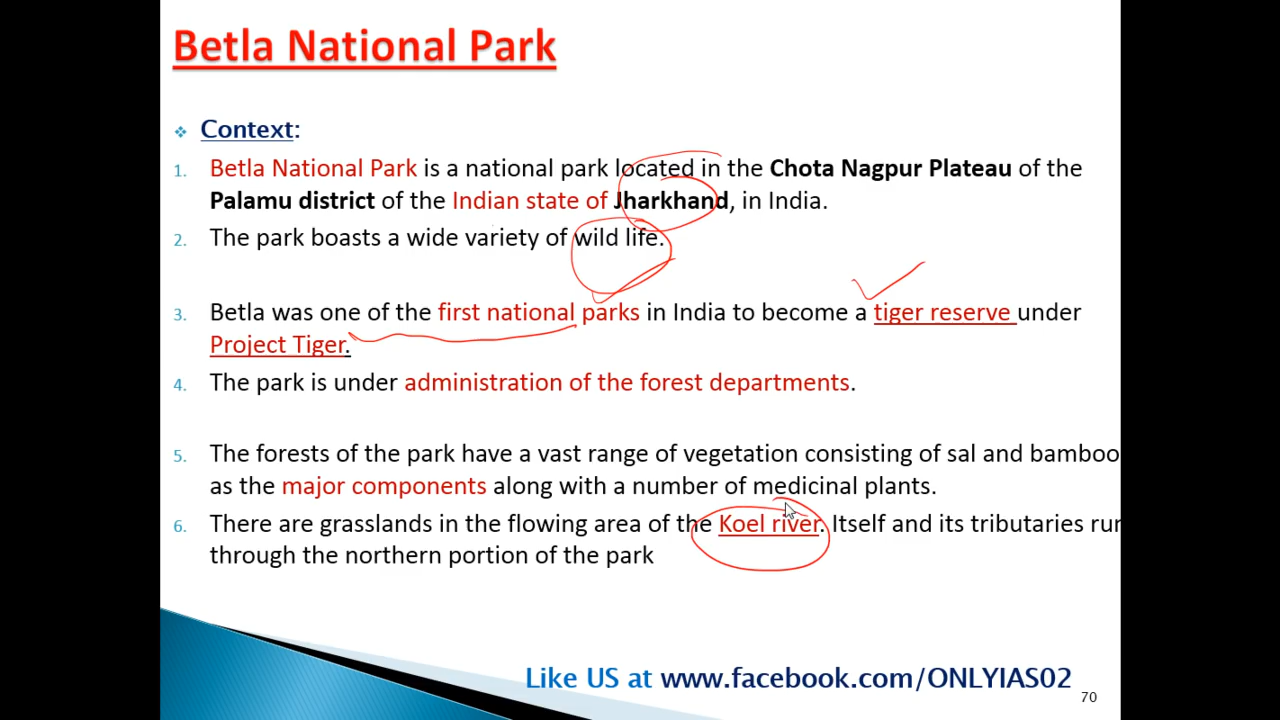 Betla National Park
❖ Context:
1. Betla National Park is a national park located in the Chota Nagpur Plateau of the
Palamu district of the Indian state of Jharkhand, in India.
2. The park boasts a wide variety of wild life.
3. Betla was one of the first national parks in India to become a tiger reserve under
Project Tiger.
4. The park is under administration of the forest departments.
5. The forests of the park have a vast range of vegetation consisting of sal and bamboo
as the major components along with a number of medicinal plants.
6. There are grasslands in the flowing area of the Koel river. Itself and its tributaries run
through the northern portion of the park
Like US at www.facebook.com/ONLYIAS02
70